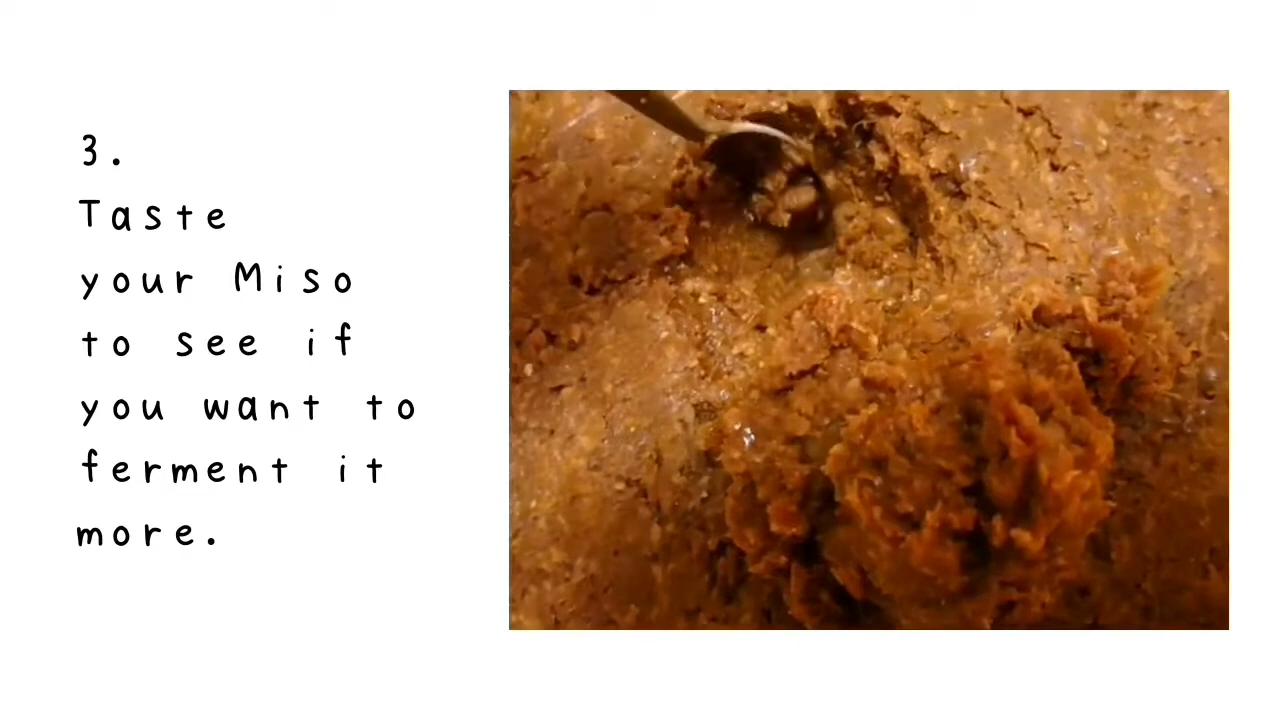 3.
Taste
your Miso
to see if
you want to
ferment it
more.